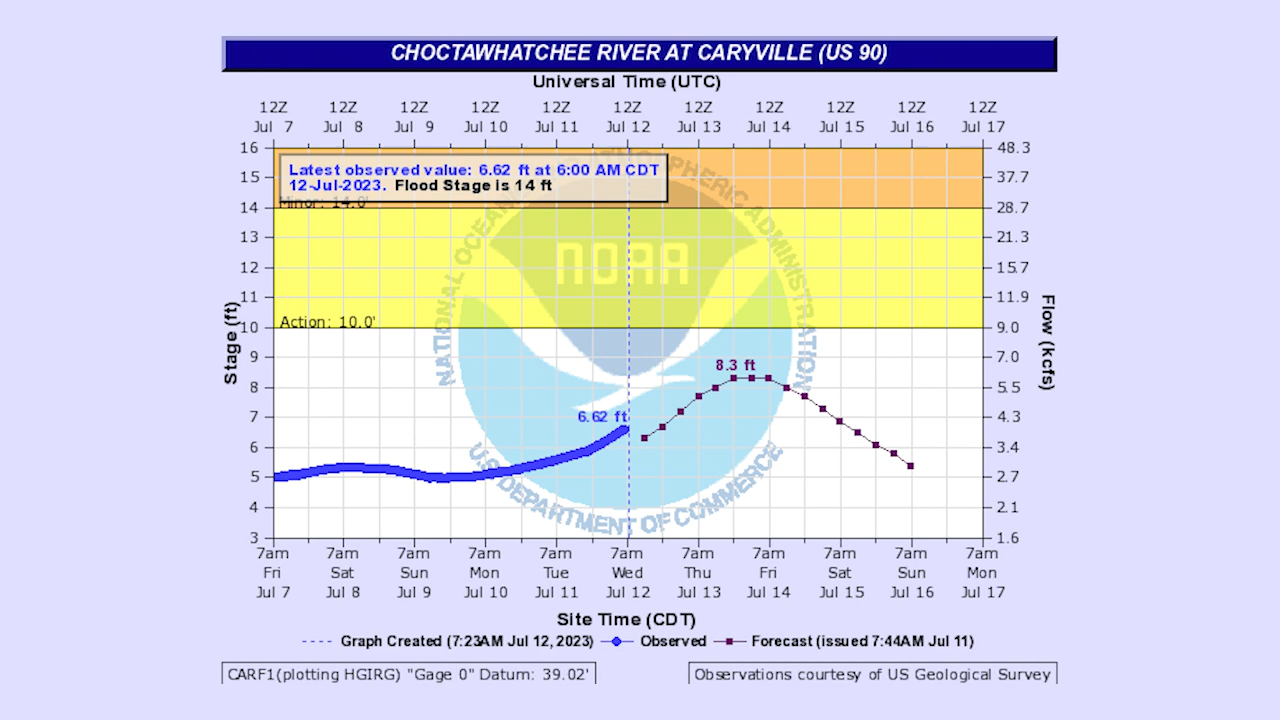 CHOCTAWHATCHEE RIVER AT CARYVILLE (US 90)
Universal Time (UTC)
12Z 12Z 12Z 12Z 12Z 12Z 12Z 12Z 12Z 12Z 12Z
Jul 7 Jul 8 Jul 9 Jul 10 Jul 11 Jul 12 Jul 13 Jul 14 Jul 15 Jul 16 Jul 17
16 48.3
Latest observed value: 6.62 ft at 6:00 AM CDT
12-Jul-2023. Flood Stage is 14 ft
15 37.7
Minor: 14.0'
14 28.7
13 21.3
12 15.7
11 11.9
Action: 10.0'
10 9.0
9 7.0
8.3 ft
8 5.5
6.62 ft
7 4.3
6 3.4
5 2.7
4 2.1
3 1.6
Stage (ft)
Flow (kcfs)
NOAA
NATIONAL OCEANIC AND ATMOSPHERIC ADMINISTRATION
U.S. DEPARTMENT OF COMMERCE
7am 7am 7am 7am 7am 7am 7am 7am 7am 7am 7am
Fri Sat Sun Mon Tue Wed Thu Fri Sat Sun Mon
Jul 7 Jul 8 Jul 9 Jul 10 Jul 11 Jul 12 Jul 13 Jul 14 Jul 15 Jul 16 Jul 17
Site Time (CDT)
Graph Created (7:23AM Jul 12, 2023) Observed Forecast (issued 7:44AM Jul 11)
CARF1(plotting HGIRG) "Gage 0" Datum: 39.02'
Observations courtesy of US Geological Survey